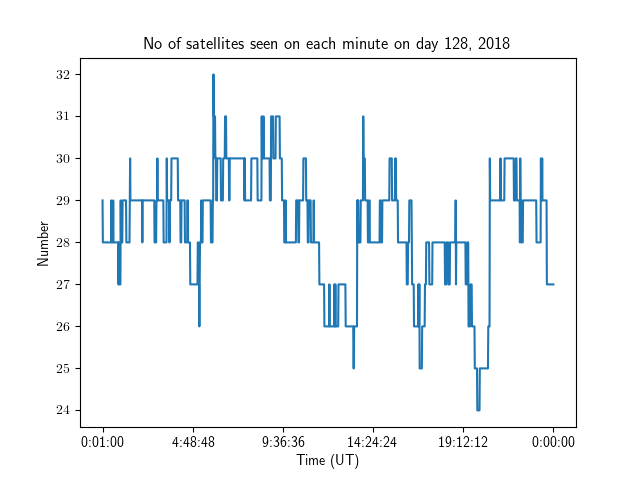 No of satellites seen on each minute on day 128, 2018
32
31
30
29
28
27
26
25
24
Number
0:01:00 4:48:48 9:36:36 14:24:24 19:12:12 0:00:00
Time (UT)